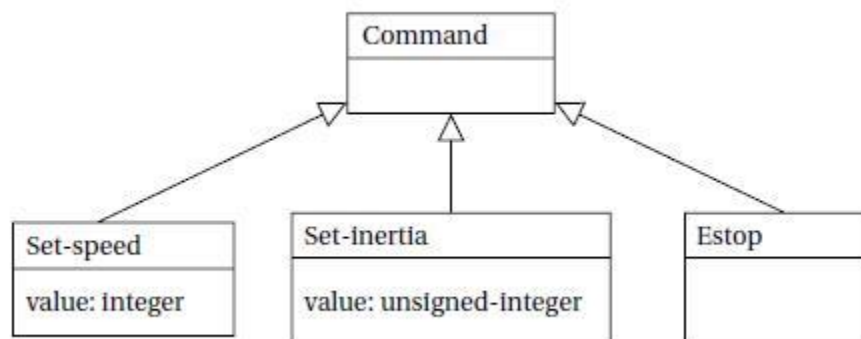 Command
Set-speed
value: integer
Set-inertia
value: unsigned-integer
Estop